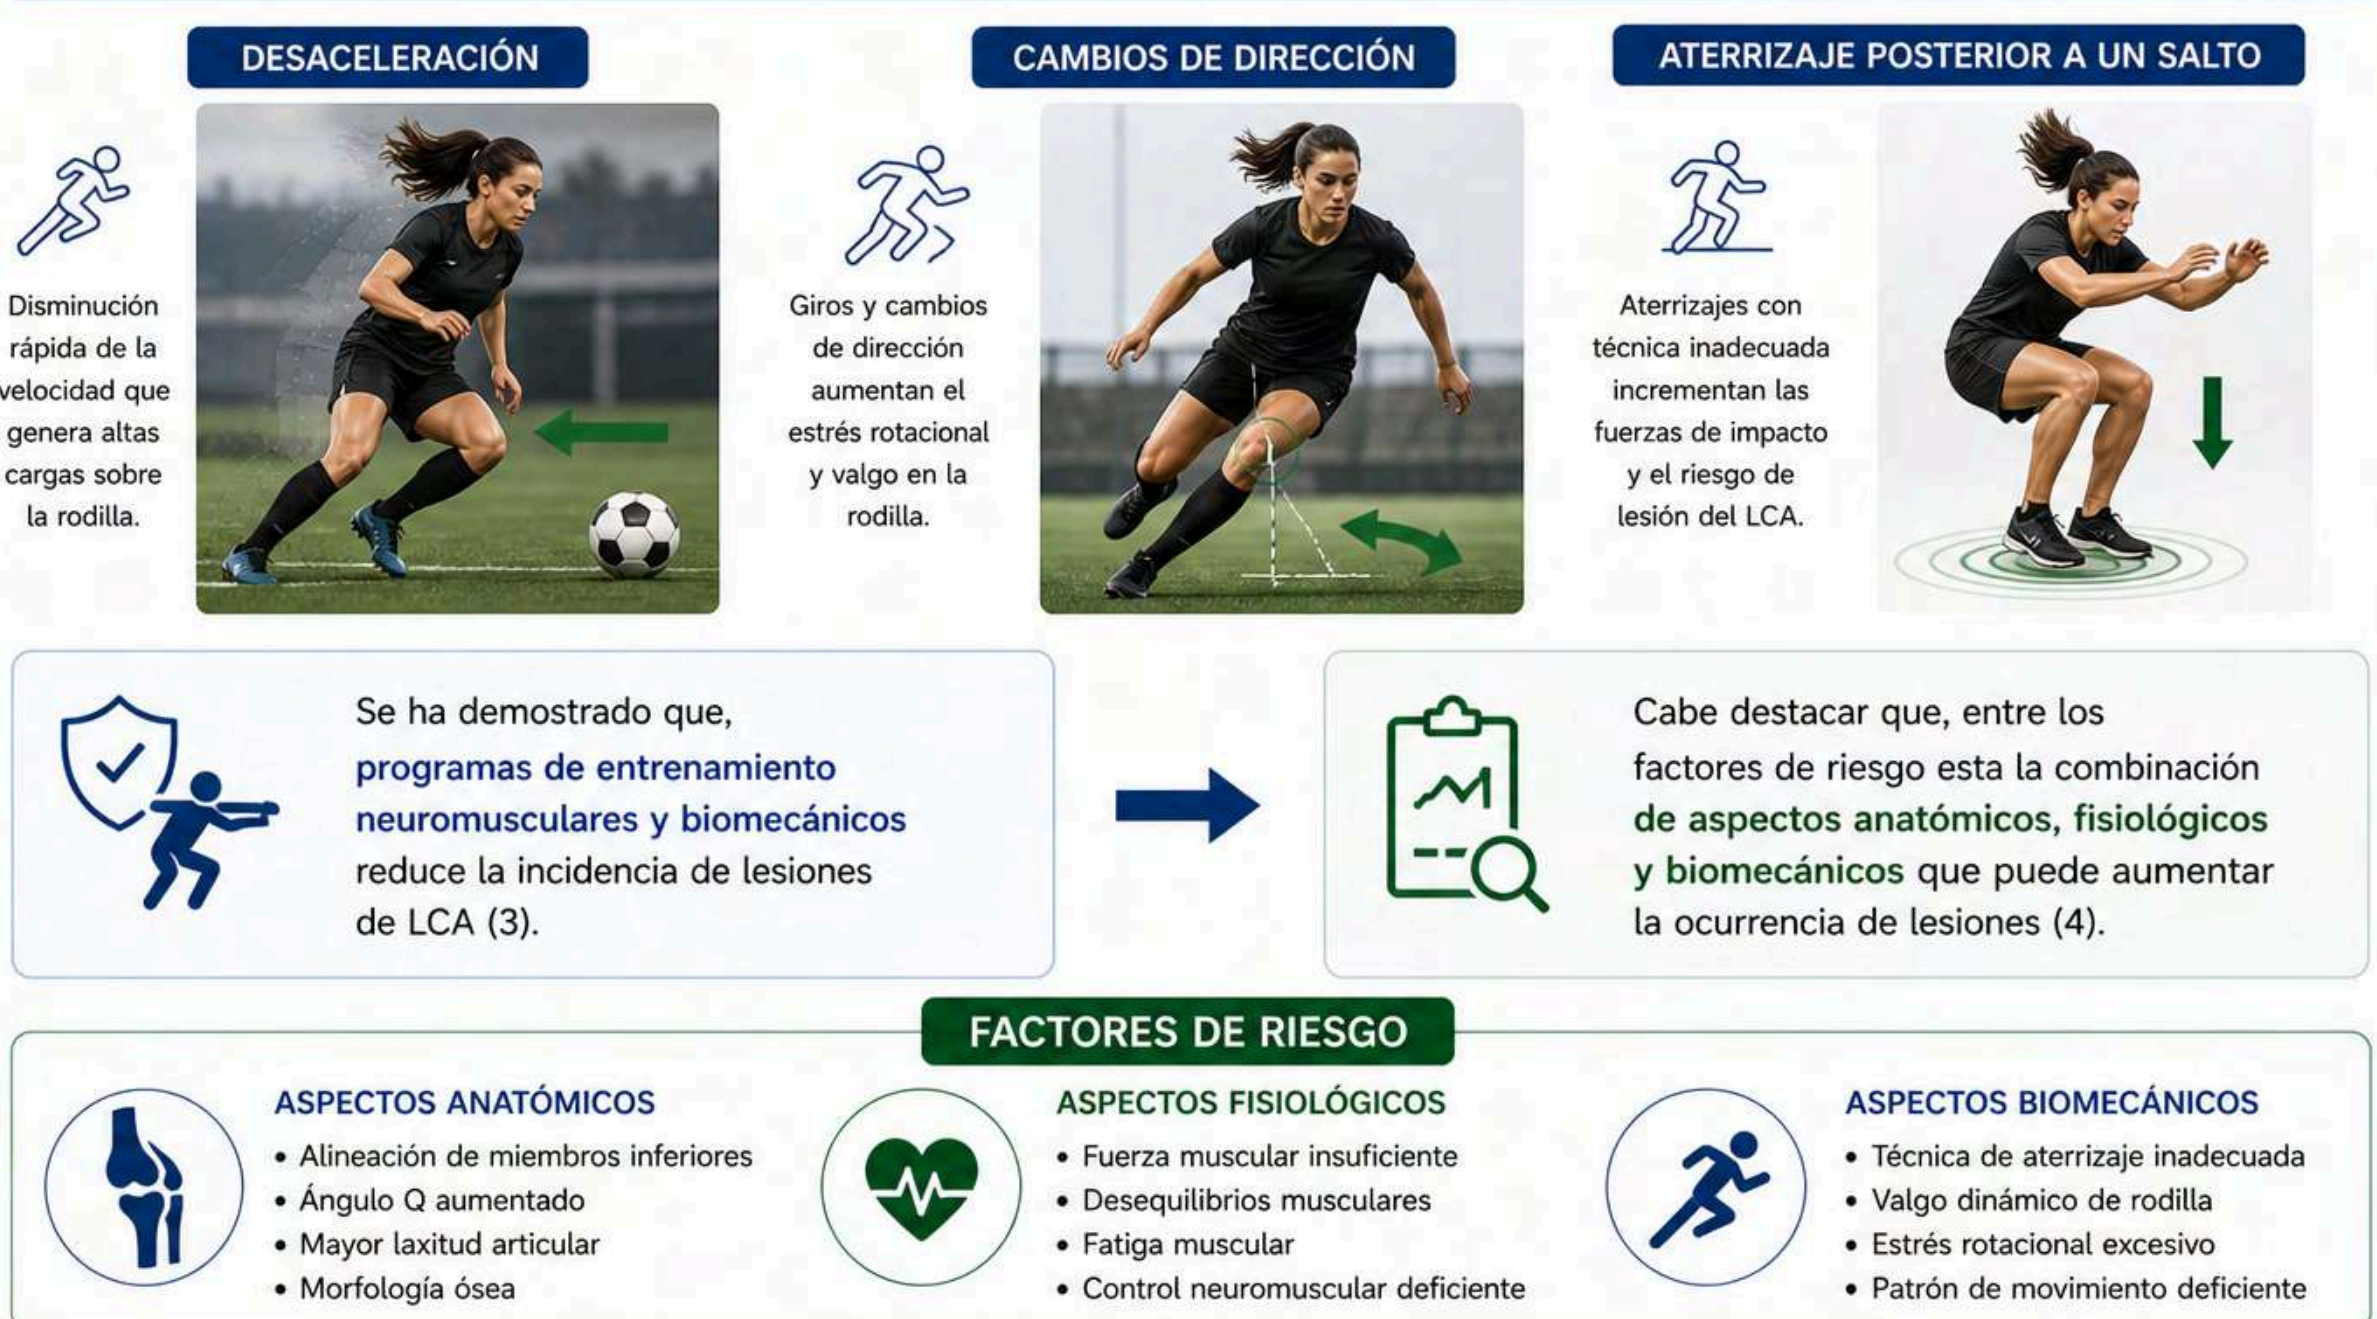 DESACELERACIÓN
Disminución
rápida de la
velocidad que
genera altas
cargas sobre
la rodilla.
CAMBIOS DE DIRECCIÓN
Giros y cambios
de dirección
aumentan el
estrés rotacional
y valgo en la
rodilla.
ATERRIZAJE POSTERIOR A UN SALTO
Aterrizajes con
técnica inadecuada
incrementan las
fuerzas de impacto
y el riesgo de
lesión del LCA.
Se ha demostrado que,
programas de entrenamiento
neuromusculares y biomecánicos
reduce la incidencia de lesiones
de LCA (3).
Cabe destacar que, entre los
factores de riesgo esta la combinación
de aspectos anatómicos, fisiológicos
y biomecánicos que puede aumentar
la ocurrencia de lesiones (4).
FACTORES DE RIESGO
ASPECTOS ANATÓMICOS
• Alineación de miembros inferiores
• Ángulo Q aumentado
• Mayor laxitud articular
• Morfología ósea
ASPECTOS FISIOLÓGICOS
• Fuerza muscular insuficiente
• Desequilibrios musculares
• Fatiga muscular
• Control neuromuscular deficiente
ASPECTOS BIOMECÁNICOS
• Técnica de aterrizaje inadecuada
• Valgo dinámico de rodilla
• Estrés rotacional excesivo
• Patrón de movimiento deficiente